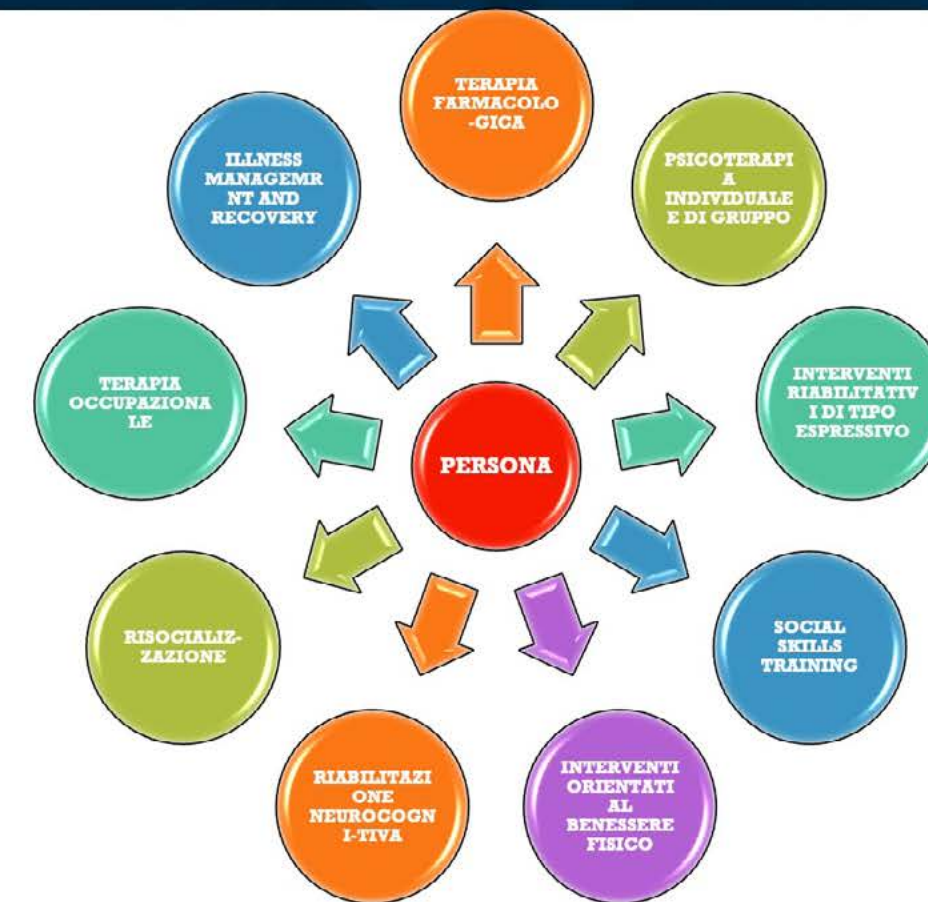 TERAPIA
FARMACOLO
-GICA
PSICOTERAPI
A
INDIVIDUALE
E DI GRUPPO
INTERVENTI
RIABILITATIV
I DI TIPO
ESPRESSIVO
SOCIAL
SKILLS
TRAINING
INTERVENTI
ORIENTATI
AL
BENESSERE
FISICO
RIABILITAZI
ONE
NEUROCOGN
I-TIVA
RISOCIALIZ-
ZAZIONE
TERAPIA
OCCUPAZIONA
LE
ILLNESS
MANAGEMR
NT AND
RECOVERY
PERSONA